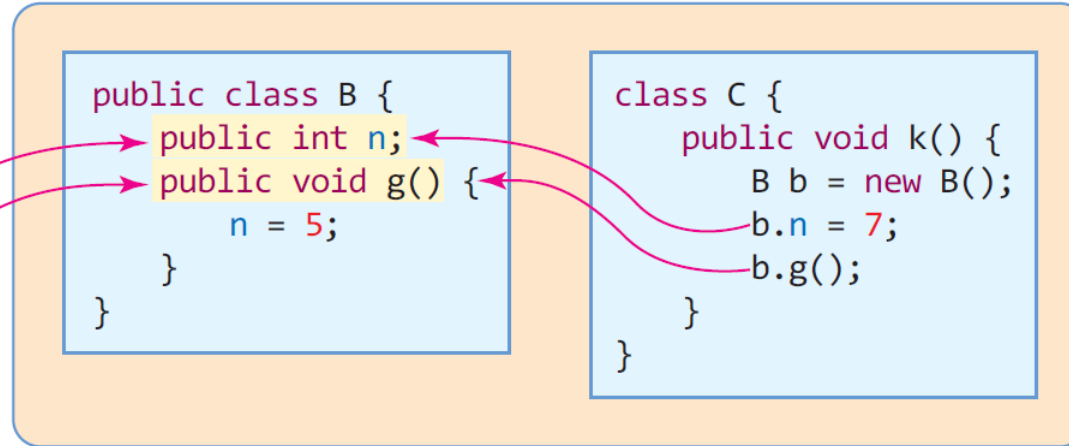 public class B {
public int n;
public void g() {
n = 5;
}
}
class C {
public void k() {
B b = new B();
b.n = 7;
b.g();
}
}